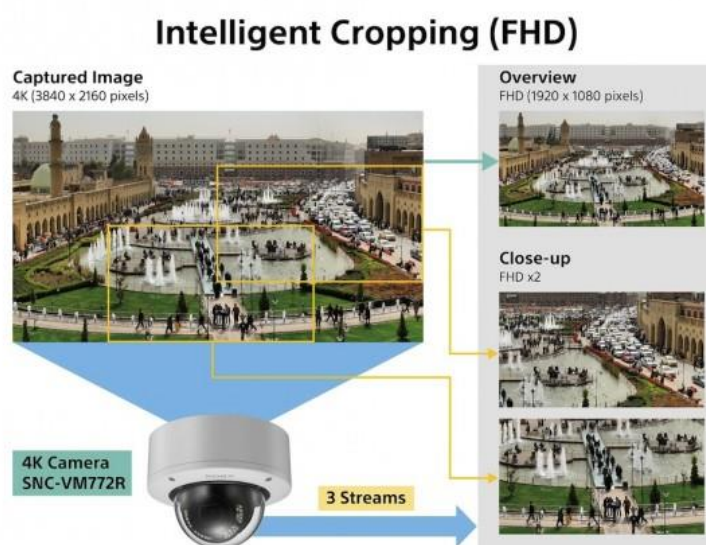 Intelligent Cropping (FHD)
Captured Image
4K (3840 x 2160 pixels)
Overview
FHD (1920 x 1080 pixels)
Close-up
FHD x2
4K Camera
SNC-VM772R
3 Streams